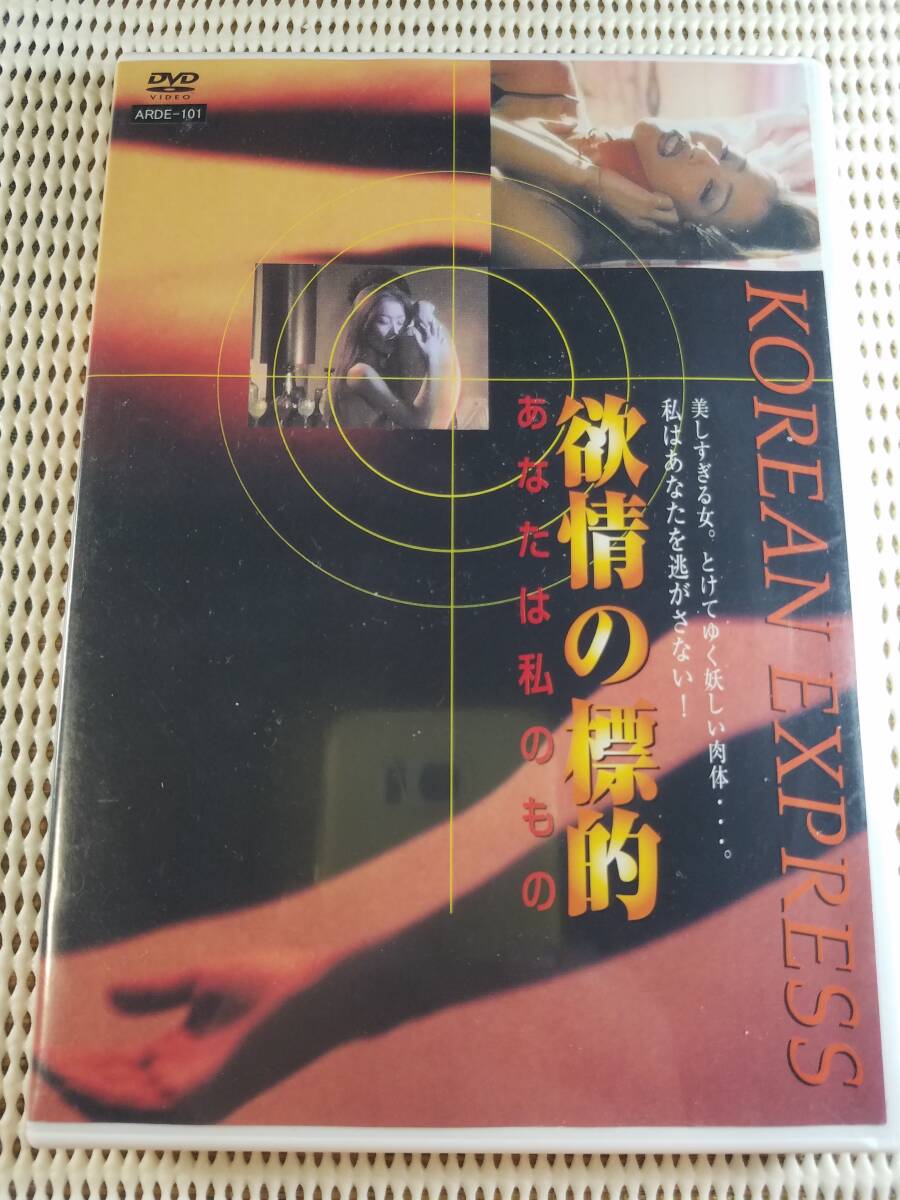 DVD
VIDEO
ARDE-101
KOREAN EXPRESS
美しすぎる女。とけてゆく妖しい肉体・・・。
私はあなたを逃がさない!
欲情の標的
あなたは私のもの